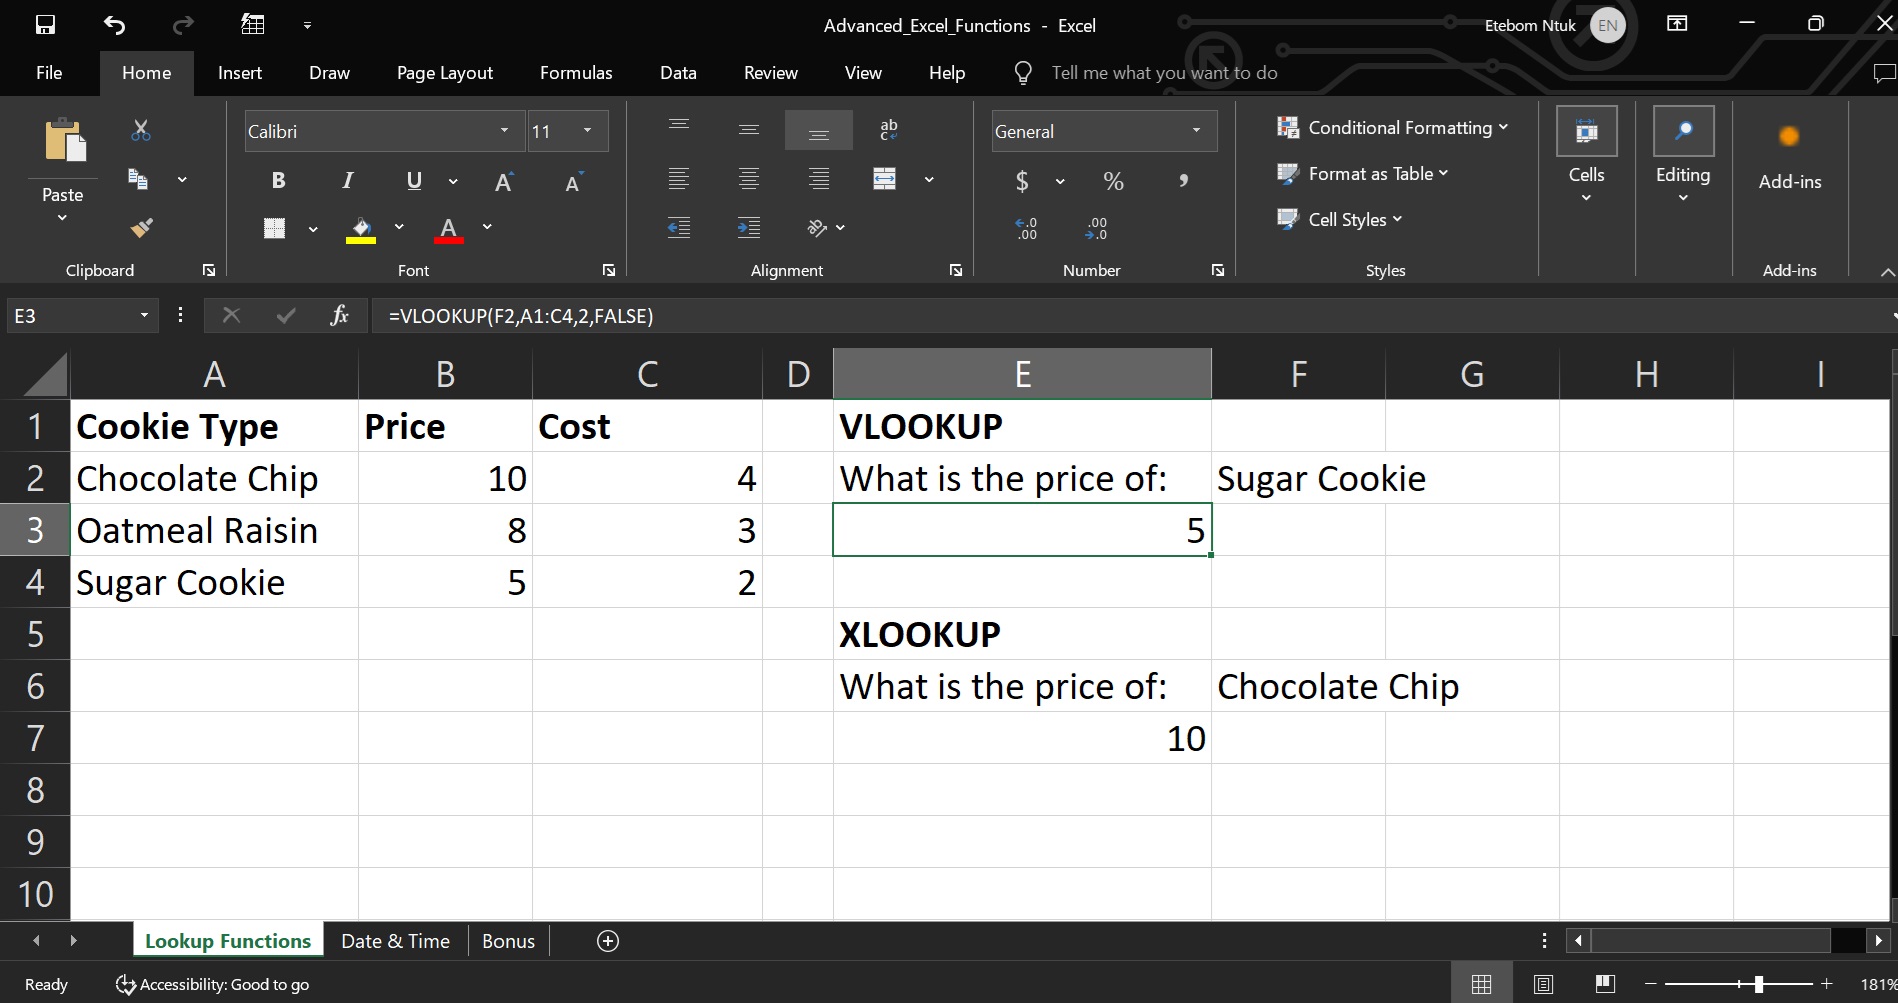 Advanced_Excel_Functions - Excel
Etebom Ntuk EN
File Home Insert Draw Page Layout Formulas Data Review View Help Tell me what you want to do
Calibri 11 ab c General Conditional Formatting
Paste B I U A A $ % , Format as Table Cells Editing Add-ins
A ab ←.0 .00 .00 →.0 Cell Styles
Clipboard Font Alignment Number Styles Add-ins
E3 fx =VLOOKUP(F2,A1:C4,2,FALSE)
A B C D E F G H I
1 Cookie Type Price Cost VLOOKUP
2 Chocolate Chip 10 4 What is the price of: Sugar Cookie
3 Oatmeal Raisin 8 3 5
4 Sugar Cookie 5 2
5 XLOOKUP
6 What is the price of: Chocolate Chip
7 10
8
9
10
Lookup Functions Date & Time Bonus
Ready Accessibility: Good to go 181%